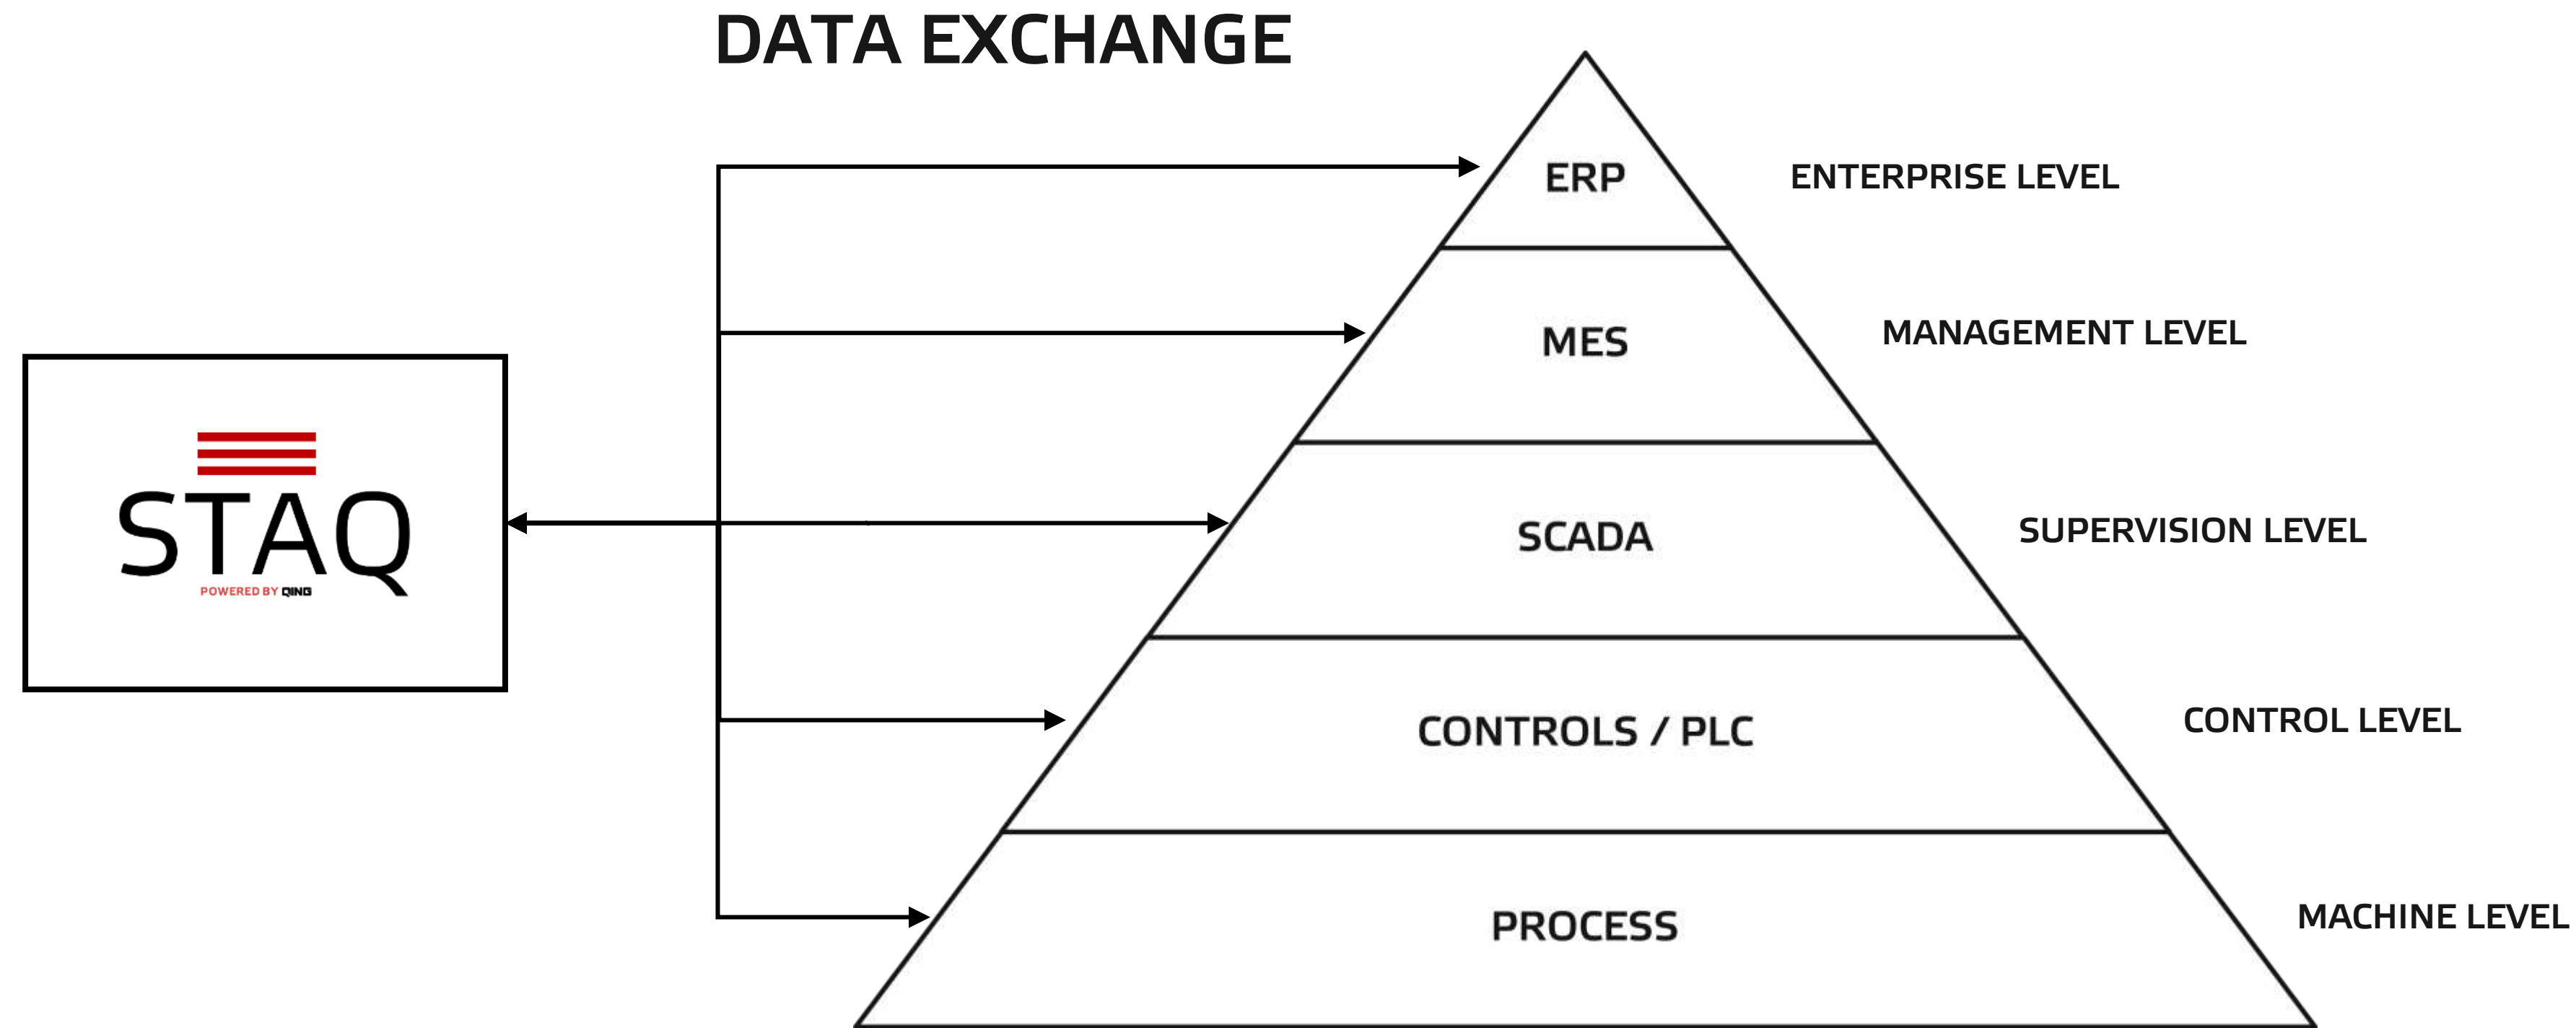 DATA EXCHANGE
ERP
ENTERPRISE LEVEL
MES
MANAGEMENT LEVEL
STAQ
POWERED BY QING
SCADA
SUPERVISION LEVEL
CONTROLS / PLC
CONTROL LEVEL
PROCESS
MACHINE LEVEL